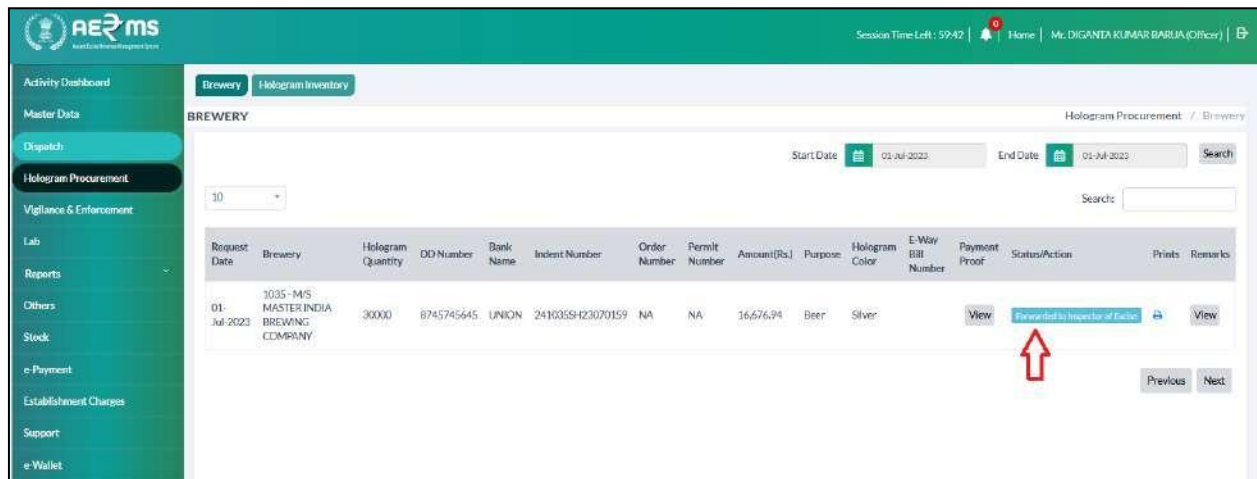 AERMS
Session Time Left : 59:42 | 0 | Home | Mr. DIGANTA KUMAR BARUA (Officer) |
Activity Dashboard
Master Data
Dispatch
Hologram Procurement
Vigilance & Enforcement
Lab
Reports
Others
Stock
e-Payment
Establishment Charges
Support
e-Wallet
Brewery Hologram Inventory
BREWERY
Hologram Procurement / Brewery
Start Date 01-Jul-2023 End Date 01-Jul-2023 Search
10 Search:
Request Date Brewery Hologram Quantity DD Number Bank Name Indent Number Order Number Permit Number Amount(Rs.) Purpose Hologram Color E-Way Bill Number Payment Proof Status/Action Prints Remarks
01-Jul-2023 1035 - M/S MASTER INDIA BREWING COMPANY 30000 8745745645 UNION 241035SH23070159 NA NA 16,676.94 Beer Silver View Forwarded to Inspector of Excise View
Previous Next